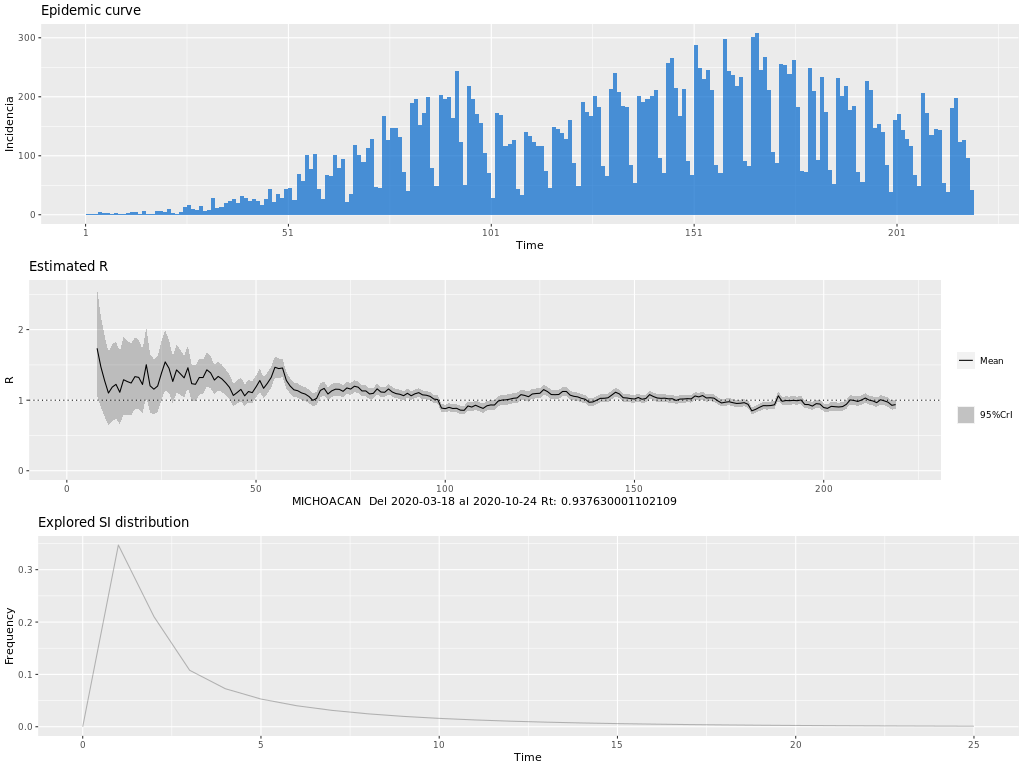 Epidemic curve
300
200
100
0
Incidencia
1
51
101
151
201
Time
Estimated R
2
1
0
R
0
50
100
150
200
MICHOACAN Del 2020-03-18 al 2020-10-24 Rt: 0.937630001102109
Mean
95%CrI
Explored SI distribution
0.3
0.2
0.1
0.0
Frequency
0
5
10
15
20
25
Time